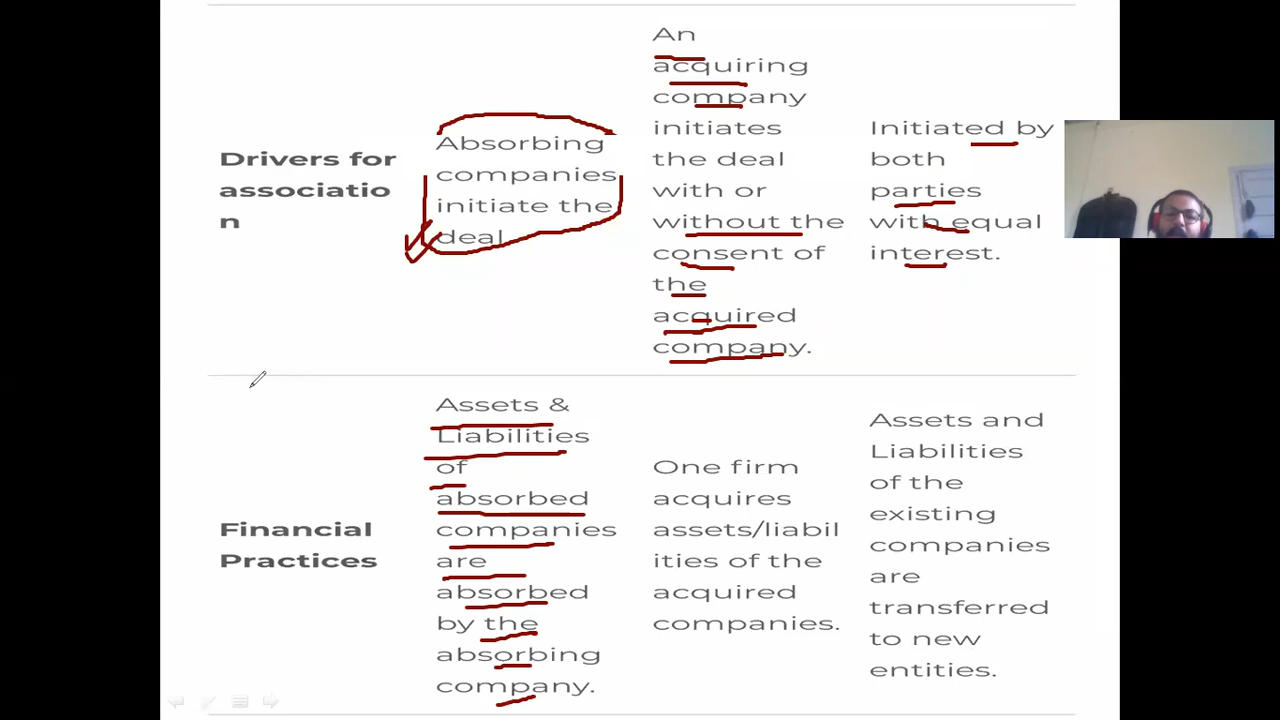 Drivers for
associatio
n
Absorbing
companies
initiate the
deal
An
acquiring
company
initiates
the deal
with or
without the
consent of
the
acquired
company.
Initiated by
both
parties
with equal
interest.
Financial
Practices
Assets &
Liabilities
of
absorbed
companies
are
absorbed
by the
absorbing
company.
One firm
acquires
assets/liabil
ities of the
acquired
companies.
Assets and
Liabilities
of the
existing
companies
are
transferred
to new
entities.